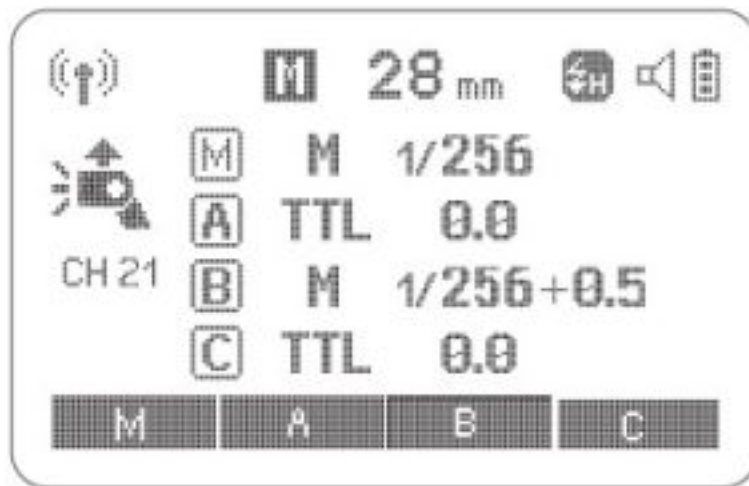 M 28 mm H
M M 1/256
A TTL 0.0
CH 21
B M 1/256+0.5
C TTL 0.0
M A B C